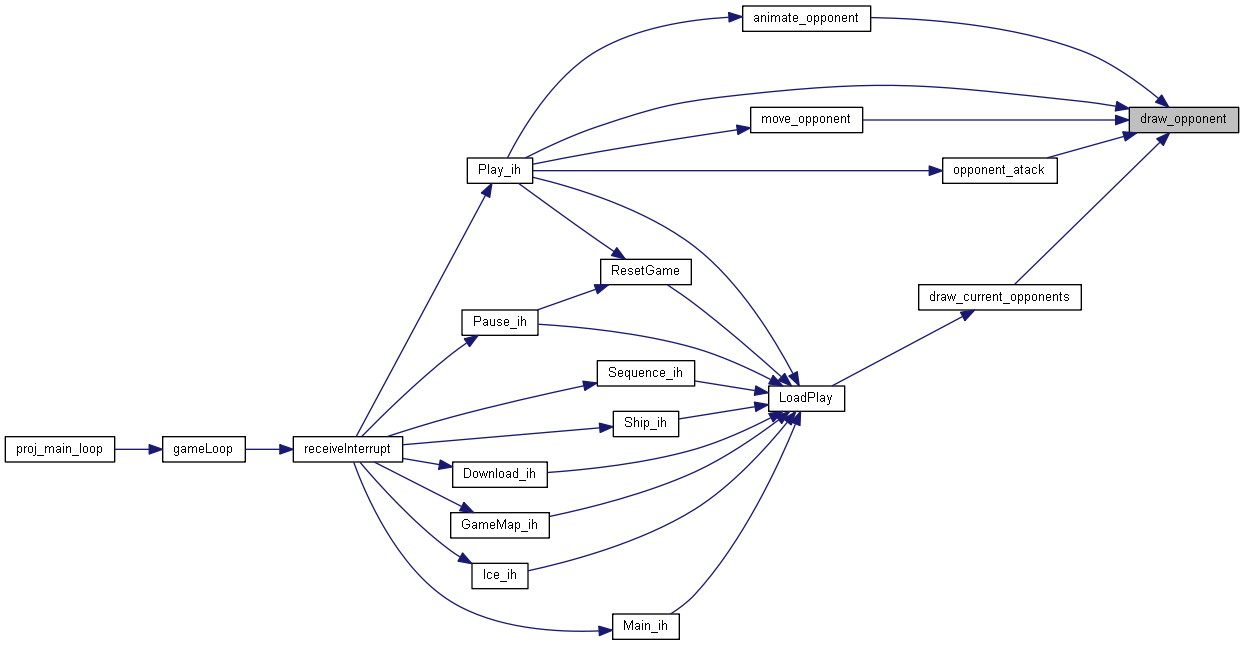 animate_opponent
draw_opponent
move_opponent
Play_ih
opponent_atack
ResetGame
draw_current_opponents
Pause_ih
Sequence_ih
LoadPlay
Ship_ih
proj_main_loop
gameLoop
receiveInterrupt
Download_ih
GameMap_ih
Ice_ih
Main_ih